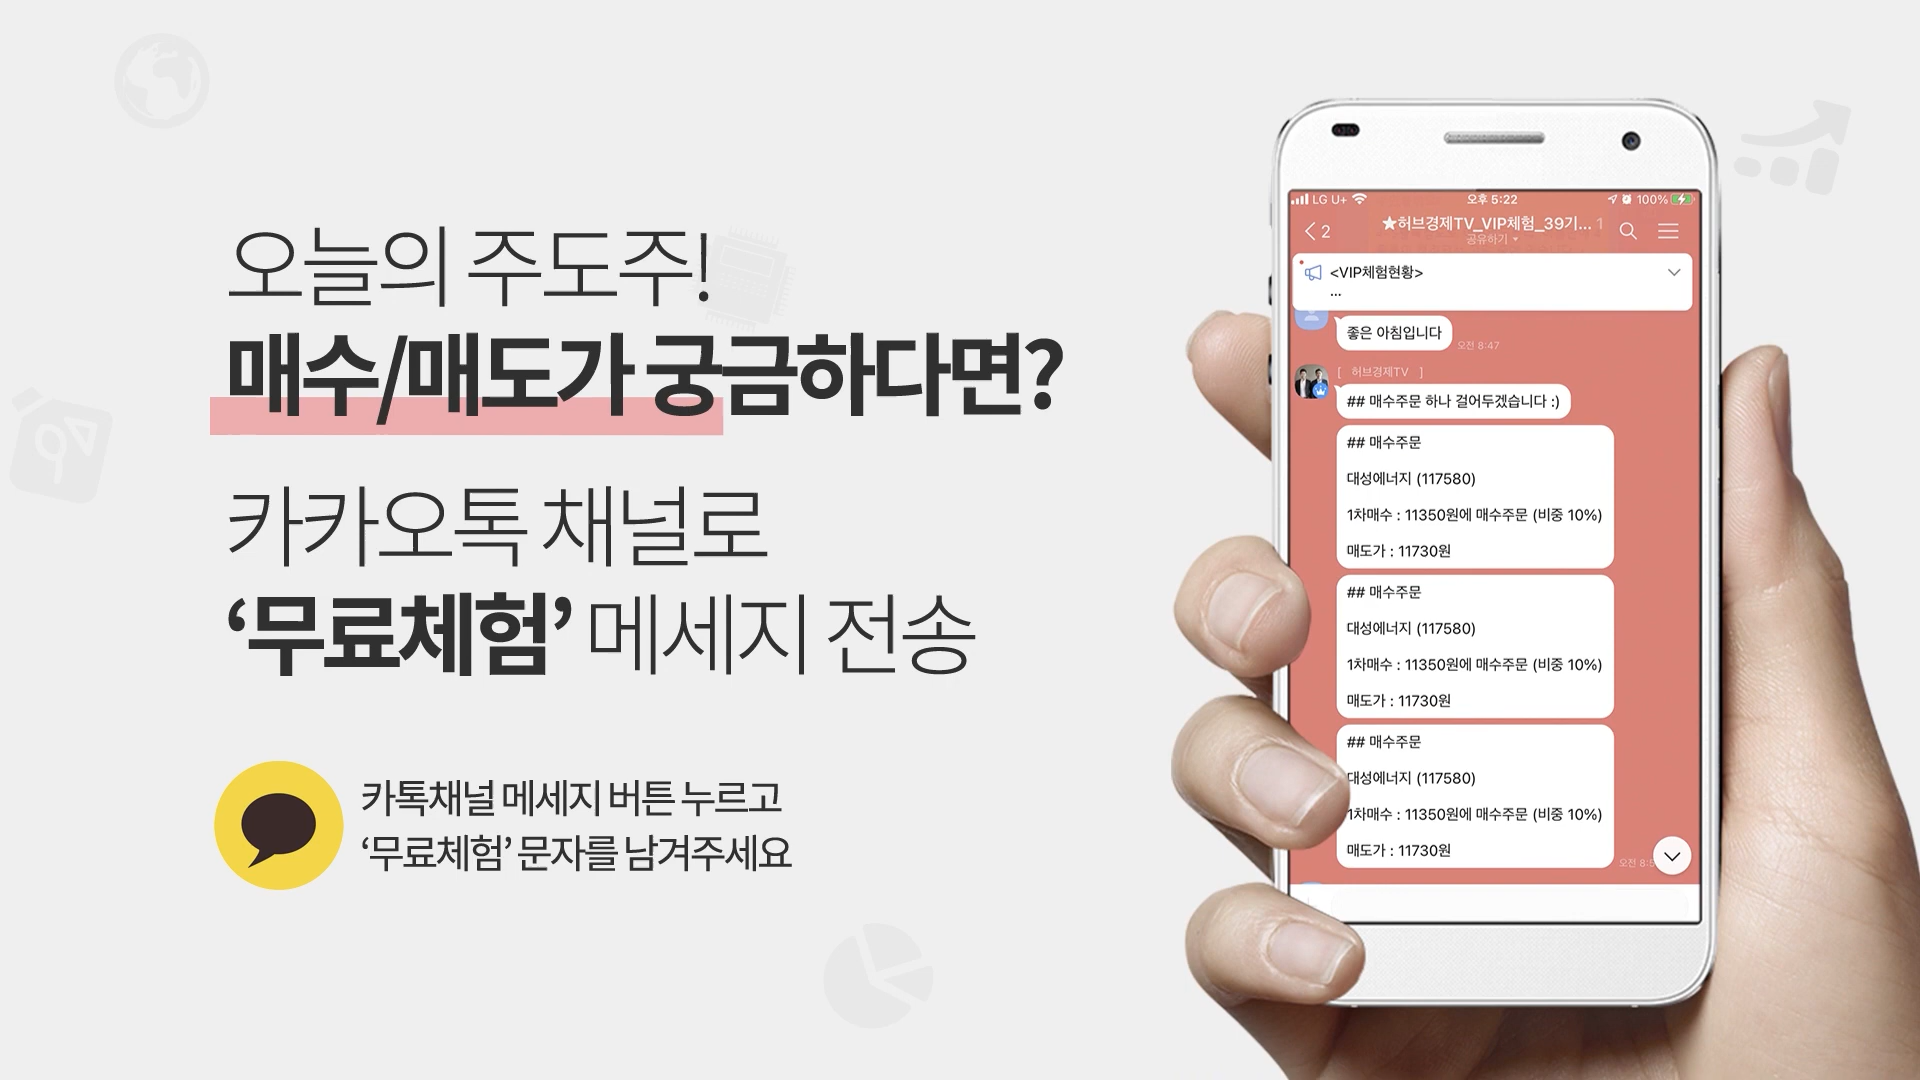 오늘의 주도주!
매수/매도가 궁금하다면?
카카오톡 채널로
‘무료체험’ 메세지 전송
카톡채널 메세지 버튼 누르고
‘무료체험’ 문자를 남겨주세요
LG U+ 오후 5:22 100%
2 ★허브경제TV_VIP체험_39기... 1
공유하기
<VIP체험현황>
...
좋은 아침입니다
오전 8:47
[ 허브경제TV ]
## 매수주문 하나 걸어두겠습니다 :)
## 매수주문
대성에너지 (117580)
1차매수 : 11350원에 매수주문 (비중 10%)
매도가 : 11730원
## 매수주문
대성에너지 (117580)
1차매수 : 11350원에 매수주문 (비중 10%)
매도가 : 11730원
## 매수주문
대성에너지 (117580)
1차매수 : 11350원에 매수주문 (비중 10%)
매도가 : 11730원
오전